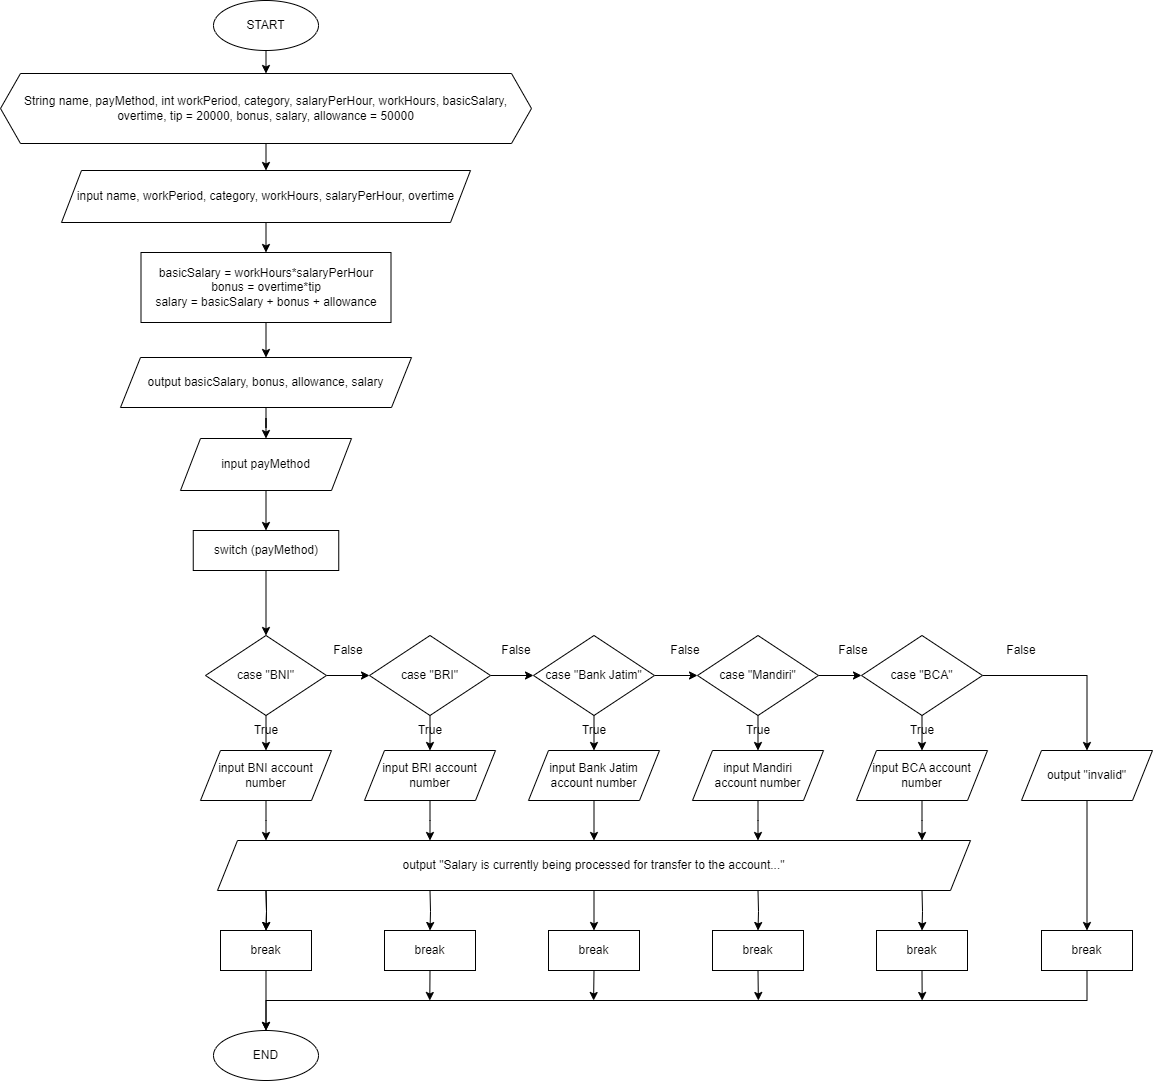 START
String name, payMethod, int workPeriod, category, salaryPerHour, workHours, basicSalary,
overtime, tip = 20000, bonus, salary, allowance = 50000
input name, workPeriod, category, workHours, salaryPerHour, overtime
basicSalary = workHours*salaryPerHour
bonus = overtime*tip
salary = basicSalary + bonus + allowance
output basicSalary, bonus, allowance, salary
input payMethod
switch (payMethod)
False
False
False
False
False
case "BNI"
case "BRI"
case "Bank Jatim"
case "Mandiri"
case "BCA"
True
True
True
True
True
input BNI account
number
input BRI account
number
input Bank Jatim
account number
input Mandiri
account number
input BCA account
number
output "invalid"
output "Salary is currently being processed for transfer to the account..."
break
break
break
break
break
break
END